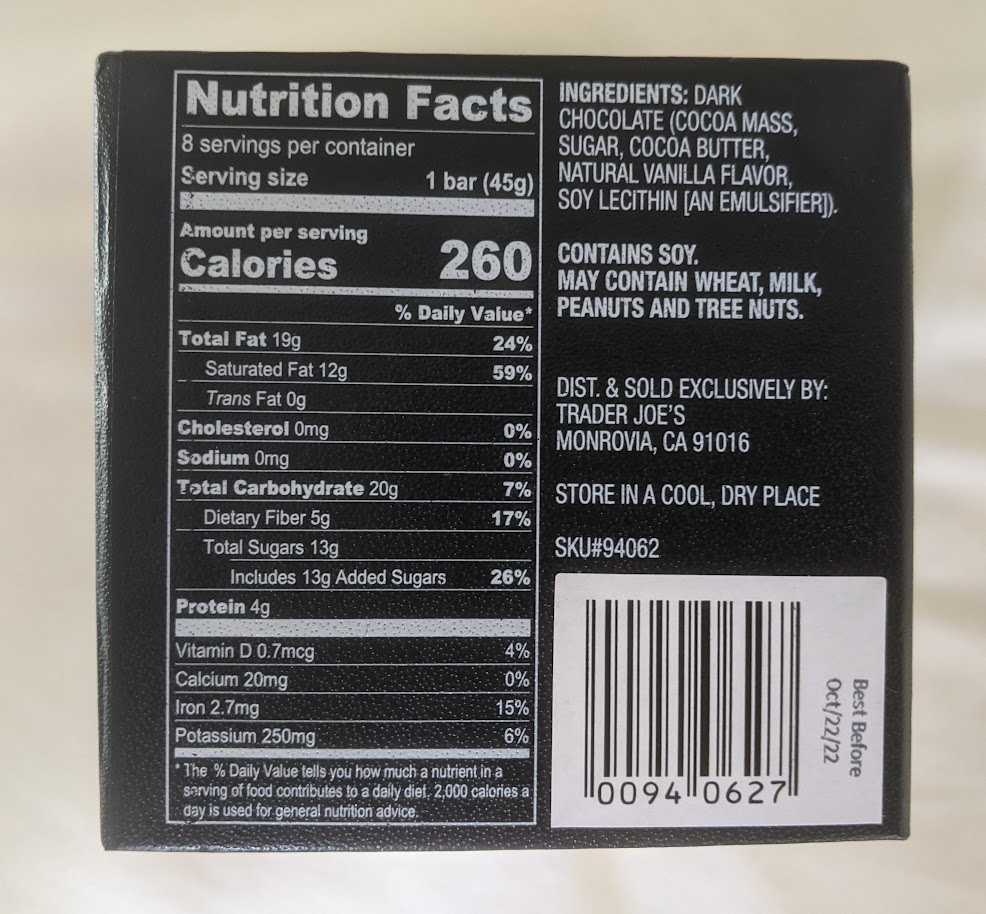 Nutrition Facts
8 servings per container
Serving size 1 bar (45g)
Amount per serving
Calories 260
% Daily Value*
Total Fat 19g 24%
Saturated Fat 12g 59%
Trans Fat 0g
Cholesterol 0mg 0%
Sodium 0mg 0%
Total Carbohydrate 20g 7%
Dietary Fiber 5g 17%
Total Sugars 13g
Includes 13g Added Sugars 26%
Protein 4g
Vitamin D 0.7mcg 4%
Calcium 20mg 0%
Iron 2.7mg 15%
Potassium 250mg 6%
* The % Daily Value tells you how much a nutrient in a
serving of food contributes to a daily diet. 2,000 calories a
day is used for general nutrition advice.
INGREDIENTS: DARK
CHOCOLATE (COCOA MASS,
SUGAR, COCOA BUTTER,
NATURAL VANILLA FLAVOR,
SOY LECITHIN [AN EMULSIFIER]).
CONTAINS SOY.
MAY CONTAIN WHEAT, MILK,
PEANUTS AND TREE NUTS.
DIST. & SOLD EXCLUSIVELY BY:
TRADER JOE'S
MONROVIA, CA 91016
STORE IN A COOL, DRY PLACE
SKU#94062
0094 0627
Best Before
Oct/22/22